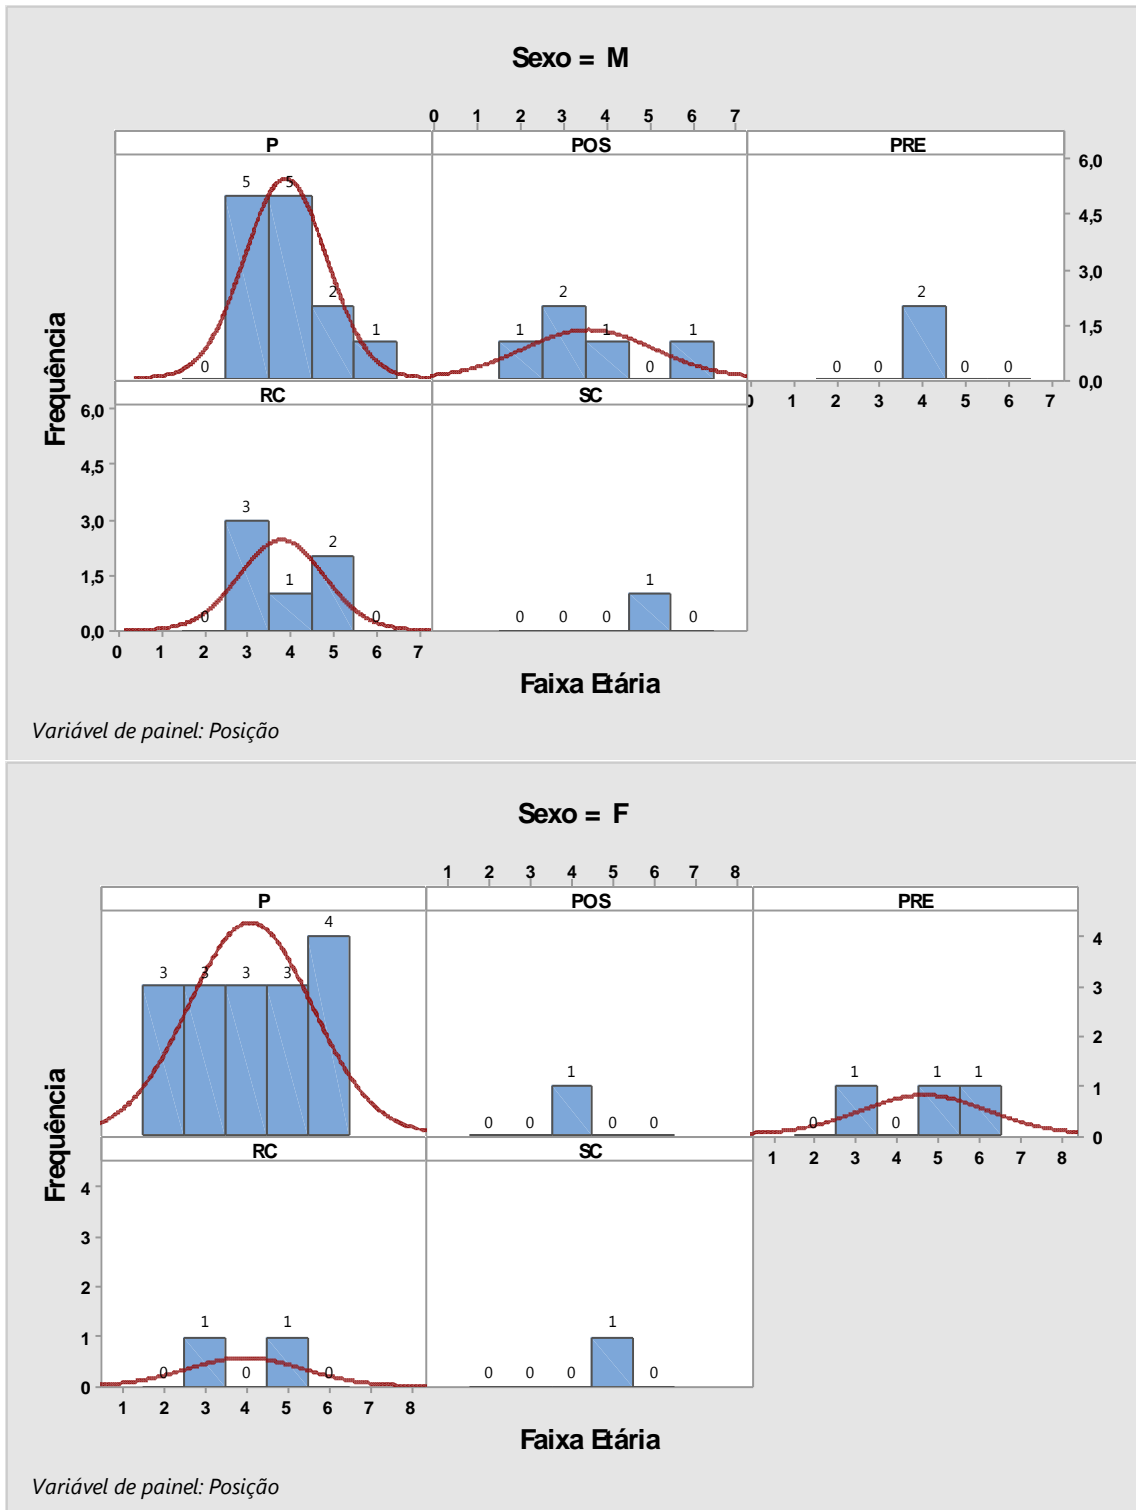 Sexo = M
0 1 2 3 4 5 6 7
P POS PRE
6,0
5 5
4,5
3,0
2 2 2
1 1 1 1 1,5
0 0 0 0 0 0 0,0
RC SC 0 1 2 3 4 5 6 7
6,0
4,5
3
3,0
2
1 1
1,5
0 0 0 0 0 0
0,0
0 1 2 3 4 5 6 7
Frequência
Faixa Etária
Variável de painel: Posição
Sexo = F
1 2 3 4 5 6 7 8
P POS PRE
4 4
3 3 3 3 3
2
1 1 1 1 1
0 0 0 0 0 0 0
RC SC 1 2 3 4 5 6 7 8
4
3
2
1 1 1
1
0 0 0 0 0 0 0
0
1 2 3 4 5 6 7 8
Frequência
Faixa Etária
Variável de painel: Posição